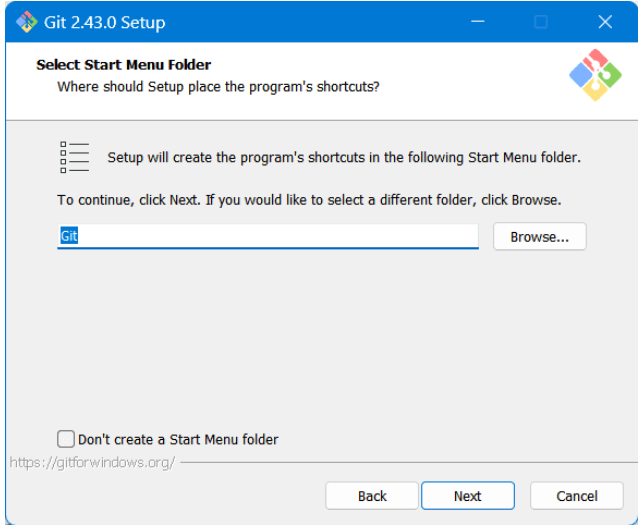 Git 2.43.0 Setup
Select Start Menu Folder
Where should Setup place the program's shortcuts?
Setup will create the program's shortcuts in the following Start Menu folder.
To continue, click Next. If you would like to select a different folder, click Browse.
Git
Browse...
Don't create a Start Menu folder
https://gitforwindows.org/
Back
Next
Cancel